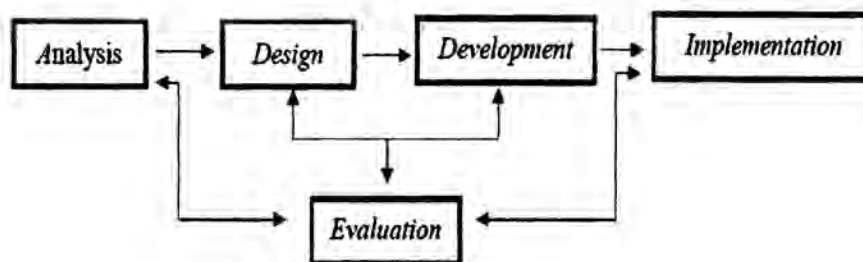 Analysis
Design
Development
Implementation
Evaluation